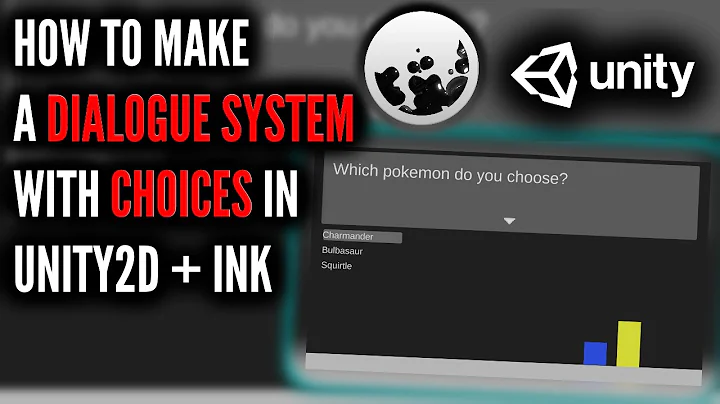 HOW TO MAKE
A DIALOGUE SYSTEM
WITH CHOICES IN
UNITY2D + INK
unity
Which pokemon do you choose?
Charmander
Bulbasaur
Squirtle